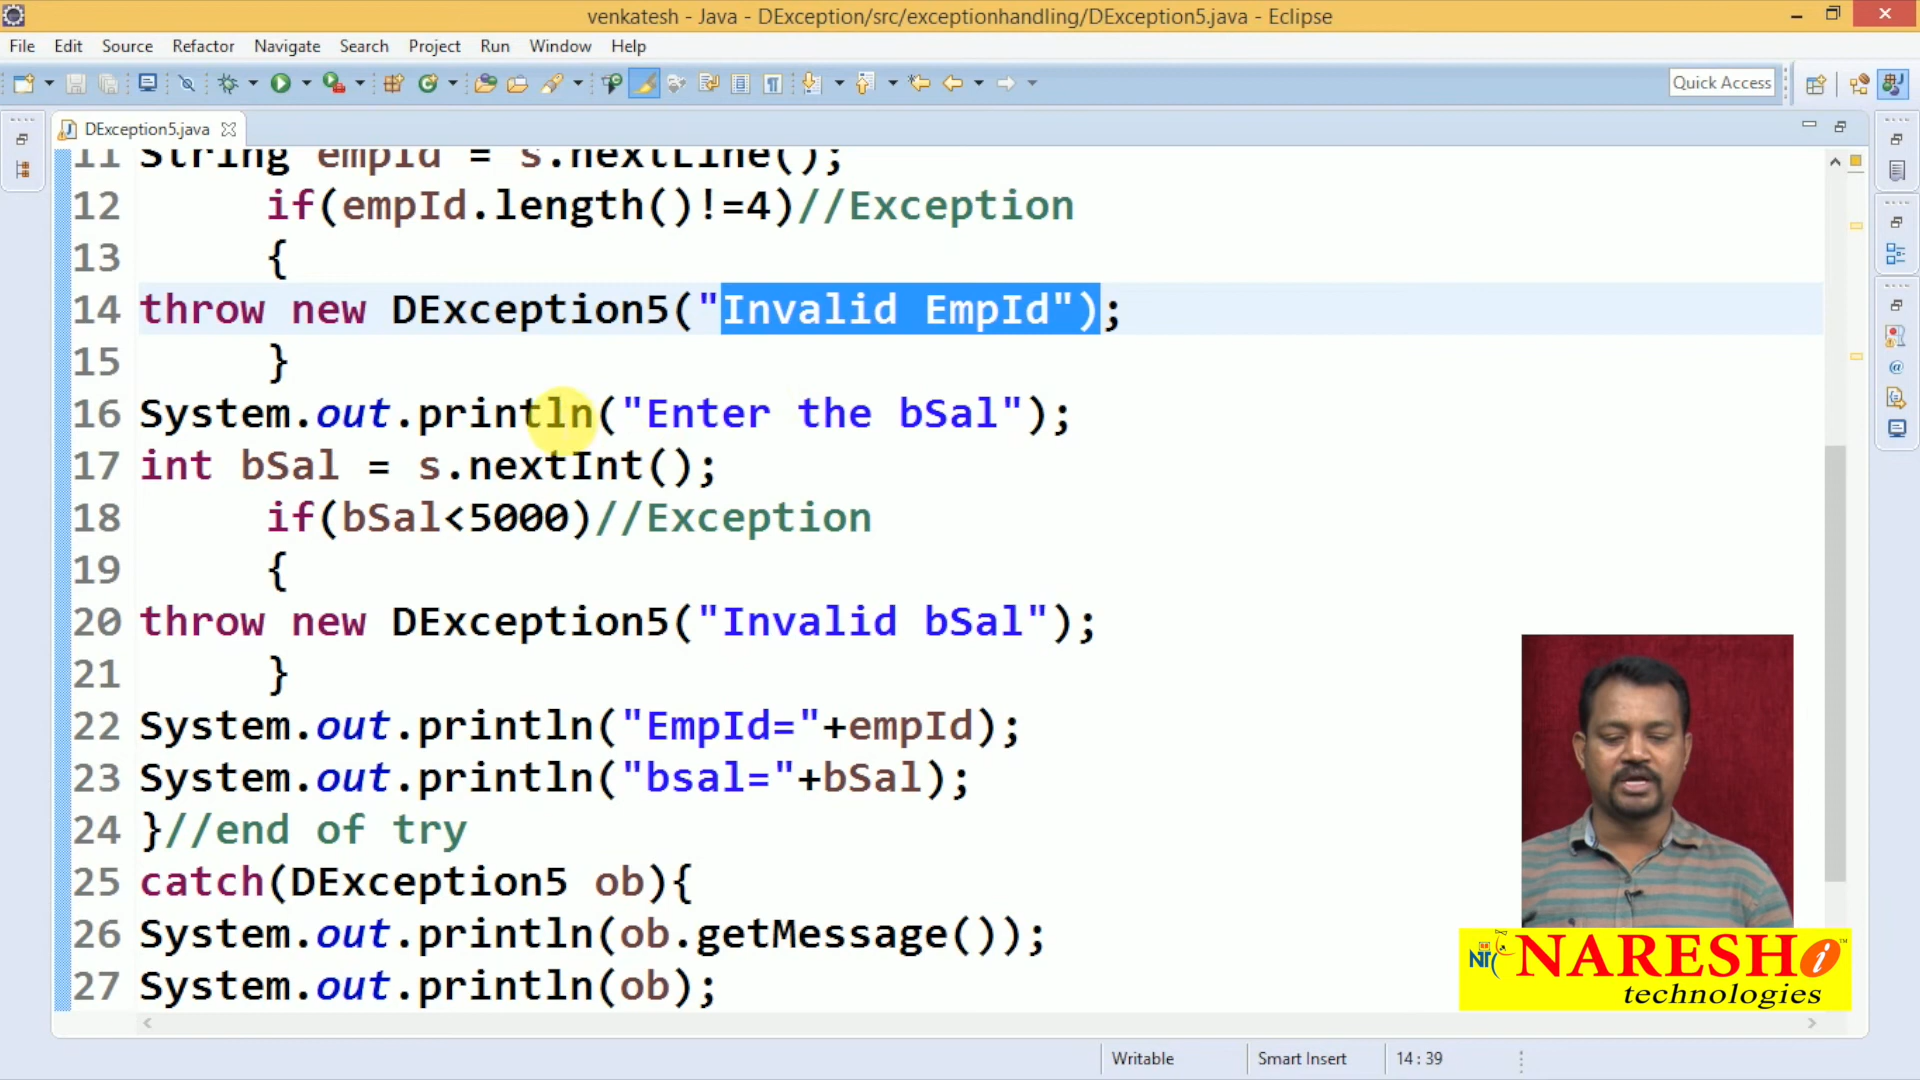 venkatesh - Java - DException/src/exceptionhandling/DException5.java - Eclipse
File Edit Source Refactor Navigate Search Project Run Window Help
Quick Access
DException5.java
11 String empId = s.nextLine();
12 if(empId.length()!=4)//Exception
13 {
14 throw new DException5("Invalid EmpId");
15 }
16 System.out.println("Enter the bSal");
17 int bSal = s.nextInt();
18 if(bSal<5000)//Exception
19 {
20 throw new DException5("Invalid bSal");
21 }
22 System.out.println("EmpId="+empId);
23 System.out.println("bsal="+bSal);
24 }//end of try
25 catch(DException5 ob){
26 System.out.println(ob.getMessage());
27 System.out.println(ob);
NARESH i
technologies
Writable Smart Insert 14 : 39